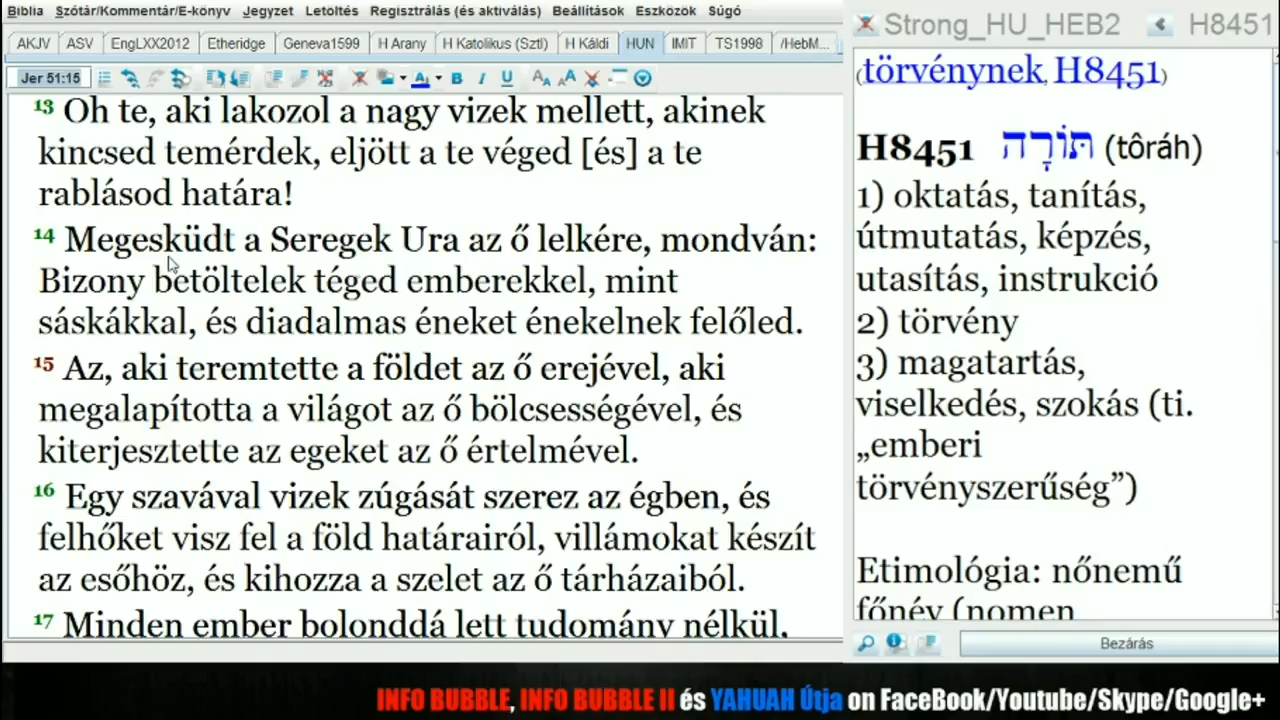 Biblia Szótár/Kommentár/E-könyv Jegyzet Letöltés Regisztrálás (és aktiválás) Beállítások Eszközök Súgó
AKJV ASV EngLXX2012 Etheridge Geneva1599 H Arany H Katolikus (Szti) H Káldi HUN IMIT TS1998 /HebM...
Jer 51:15
13 Oh te, aki lakozol a nagy vizek mellett, akinek
kincsed temérdek, eljött a te véged [és] a te
rablásod határa!
14 Megesküdt a Seregek Ura az ő lelkére, mondván:
Bizony betöltelek téged emberekkel, mint
sáskákkal, és diadalmas éneket énekelnek felőled.
15 Az, aki teremtette a földet az ő erejével, aki
megalapította a világot az ő bölcsességével, és
kiterjesztette az egeket az ő értelmével.
16 Egy szavával vizek zúgását szerez az égben, és
felhőket visz fel a föld határairól, villámokat készít
az esőhöz, és kihozza a szelet az ő tárházaiból.
17 Minden ember bolonddá lett tudomány nélkül,
Strong_HU_HEB2 H8451
(törvénynek, H8451)
H8451 תּוֹרָה (tôráh)
1) oktatás, tanítás,
útmutatás, képzés,
utasítás, instrukció
2) törvény
3) magatartás,
viselkedés, szokás (ti.
„emberi
törvényszerűség”)
Etimológia: nőnemű
főnév (nomen
Bezárás
INFO BUBBLE, INFO BUBBLE II és YAHUAH Útja on FaceBook/Youtube/Skype/Google+